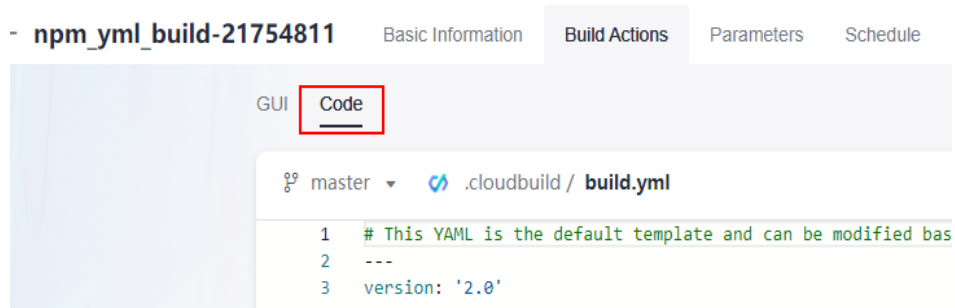 npm_yml_build-21754811 Basic Information Build Actions Parameters Schedule
GUI Code
master .cloudbuild / build.yml
1 # This YAML is the default template and can be modified bas
2 ---
3 version: '2.0'